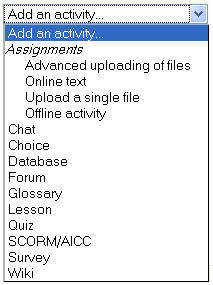 Add an activity...
Add an activity...
Assignments
Advanced uploading of files
Online text
Upload a single file
Offline activity
Chat
Choice
Database
Forum
Glossary
Lesson
Quiz
SCORM/AICC
Survey
Wiki